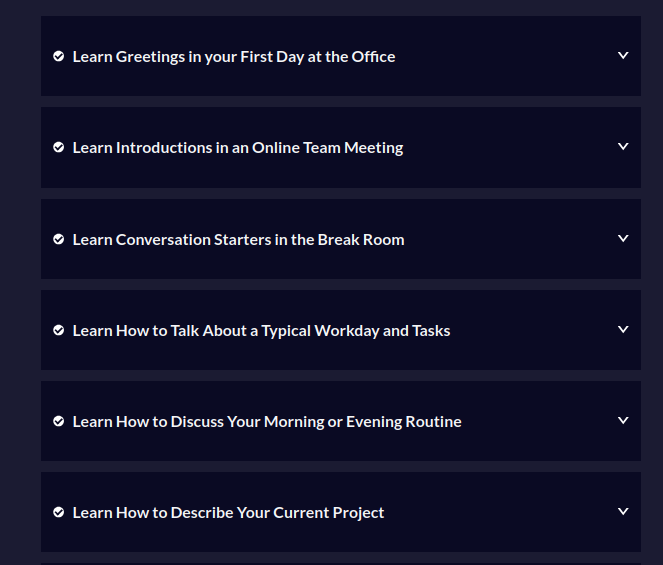 Learn Greetings in your First Day at the Office
Learn Introductions in an Online Team Meeting
Learn Conversation Starters in the Break Room
Learn How to Talk About a Typical Workday and Tasks
Learn How to Discuss Your Morning or Evening Routine
Learn How to Describe Your Current Project